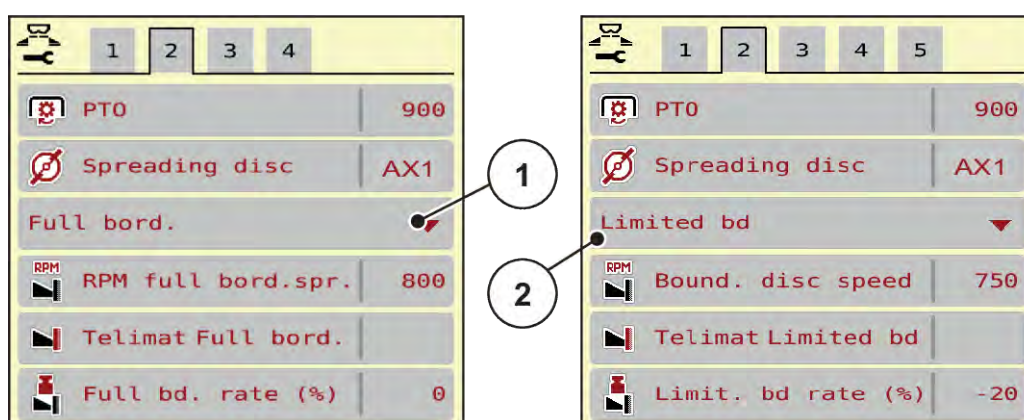 1 2 3 4
PTO 900
Spreading disc AX1
Full bord.
RPM RPM full bord.spr. 800
Telimat Full bord.
Full bd. rate (%) 0
1
2
1 2 3 4 5
PTO 900
Spreading disc AX1
Limited bd
RPM Bound. disc speed 750
Telimat Limited bd
Limit. bd rate (%) -20